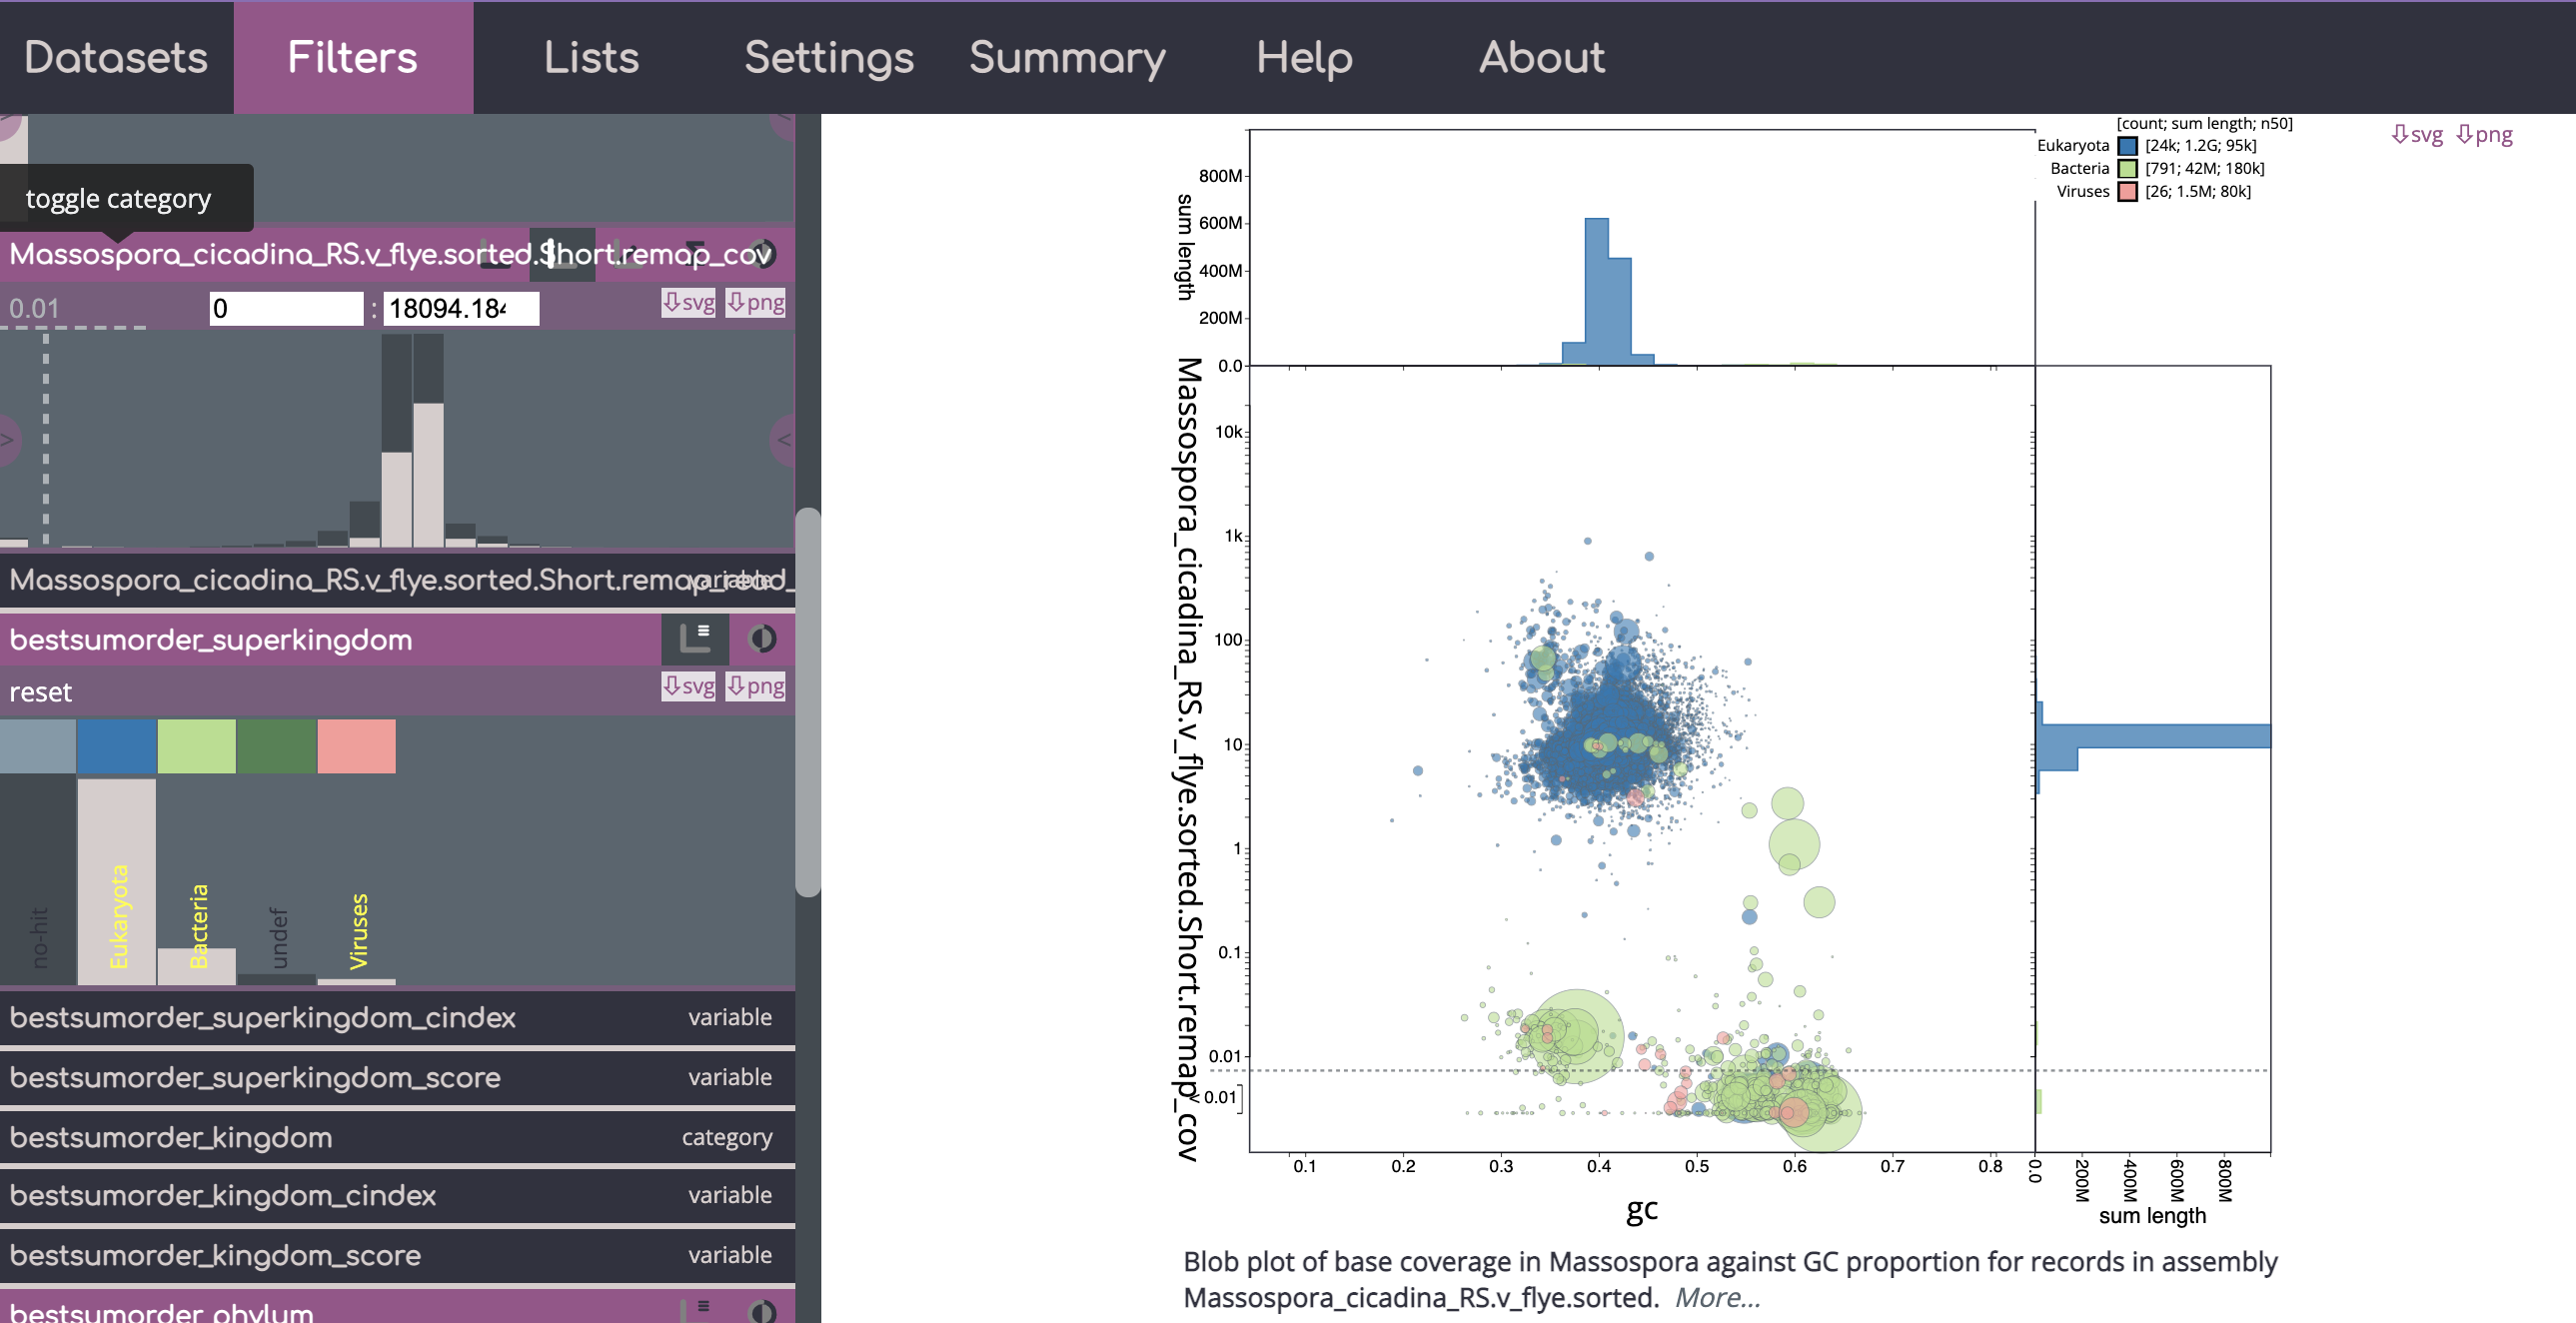 Datasets Filters Lists Settings Summary Help About
toggle category
Massospora_cicadina_RS.v_flye.sorted.Short.remap_cov
0.01 0 : 18094.184 svg png
Massospora_cicadina_RS.v_flye.sorted.Short.remap_read_ variable
bestsumorder_superkingdom
reset svg png
no-hit Eukaryota Bacteria undef Viruses
bestsumorder_superkingdom_cindex variable
bestsumorder_superkingdom_score variable
bestsumorder_kingdom category
bestsumorder_kingdom_cindex variable
bestsumorder_kingdom_score variable
bestsumorder_phylum
[count; sum length; n50]
Eukaryota [24k; 1.2G; 95k]
Bacteria [791; 42M; 180k]
Viruses [26; 1.5M; 80k]
svg png
sum length
800M
600M
400M
200M
0.0
Massospora_cicadina_RS.v_flye.sorted.Short.remap_cov
10k
1k
100
10
1
0.1
0.01
< 0.01
0.1 0.2 0.3 0.4 0.5 0.6 0.7 0.8
gc
0.0 200M 400M 600M 800M
sum length
Blob plot of base coverage in Massospora against GC proportion for records in assembly
Massospora_cicadina_RS.v_flye.sorted. More...